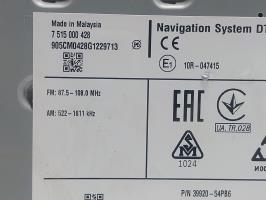 Made in Malaysia
7 515 000 428
905CM0428G1229713
Navigation System DT
CE
E1
10R-047415
FM: 87.5 - 108.0 MHz
AM: 522 - 1611 kHz
EAC
UA.TR.028
SM
1024
P/N 39920-54P86